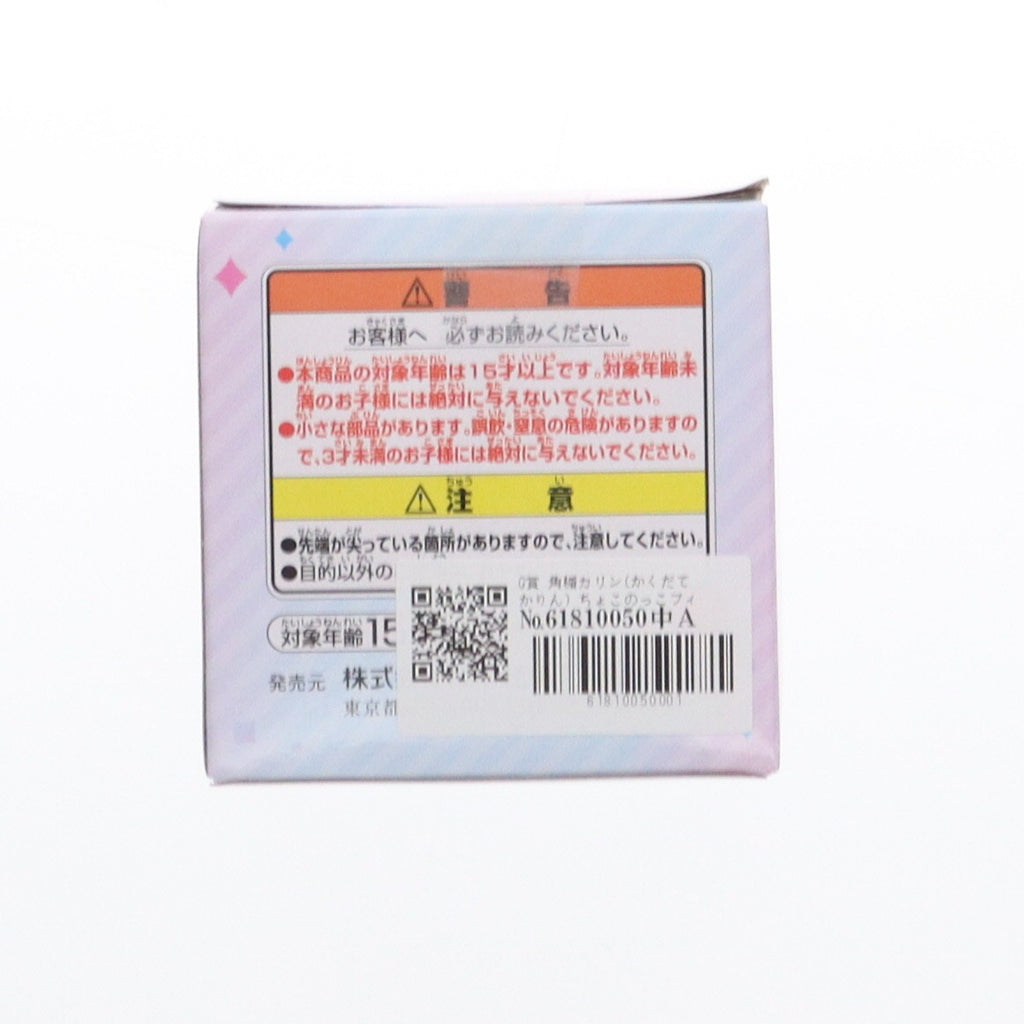 警 告
お客様へ 必ずお読みください。
●本商品の対象年齢は15才以上です。対象年齢未
満のお子様には絶対に与えないでください。
●小さな部品があります。誤飲・窒息の危険がありますの
で、3才未満のお子様には絶対に与えないでください。
注 意
●先端が尖っている箇所がありますので、注意してください。
●目的以外の
対象年齢15
発売元 株式
東京都
G賞 角楯カリン(かくだて
かりん) ちょこのっこフィ
No.61810050中 A
61810050001